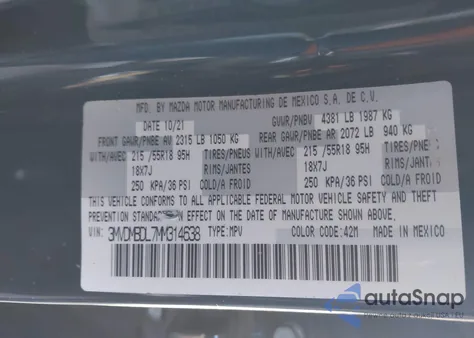 MFD. BY MAZDA MOTOR MANUFACTURING DE MEXICO S.A. DE C.V.
DATE 10/21 GVWR/PNBV 4381 LB 1987 KG
FRONT GAWR/PNBE AV 2315 LB 1050 KG REAR GAWR/PNBE AR 2072 LB 940 KG
WITH/AVEC 215 /55R18 95H TIRES/PNEUS WITH/AVEC 215 /55R18 95H TIRES/PNEUS
18X7J RIMS/JANTES 18X7J RIMS/JANTES
250 KPA/36 PSI COLD/A FROID 250 KPA/36 PSI COLD/A FROID
THIS VEHICLE CONFORMS TO ALL APPLICABLE FEDERAL MOTOR VEHICLE SAFETY AND THEFT
PREVENTION IN EFFECT ON THE DATE OF MANUFACTURE SHOWN ABOVE.
VIN: 3MVDMBDL7MM314638 TYPE:MPV COLOR CODE:42M MADE IN MEXICO
autoSnap